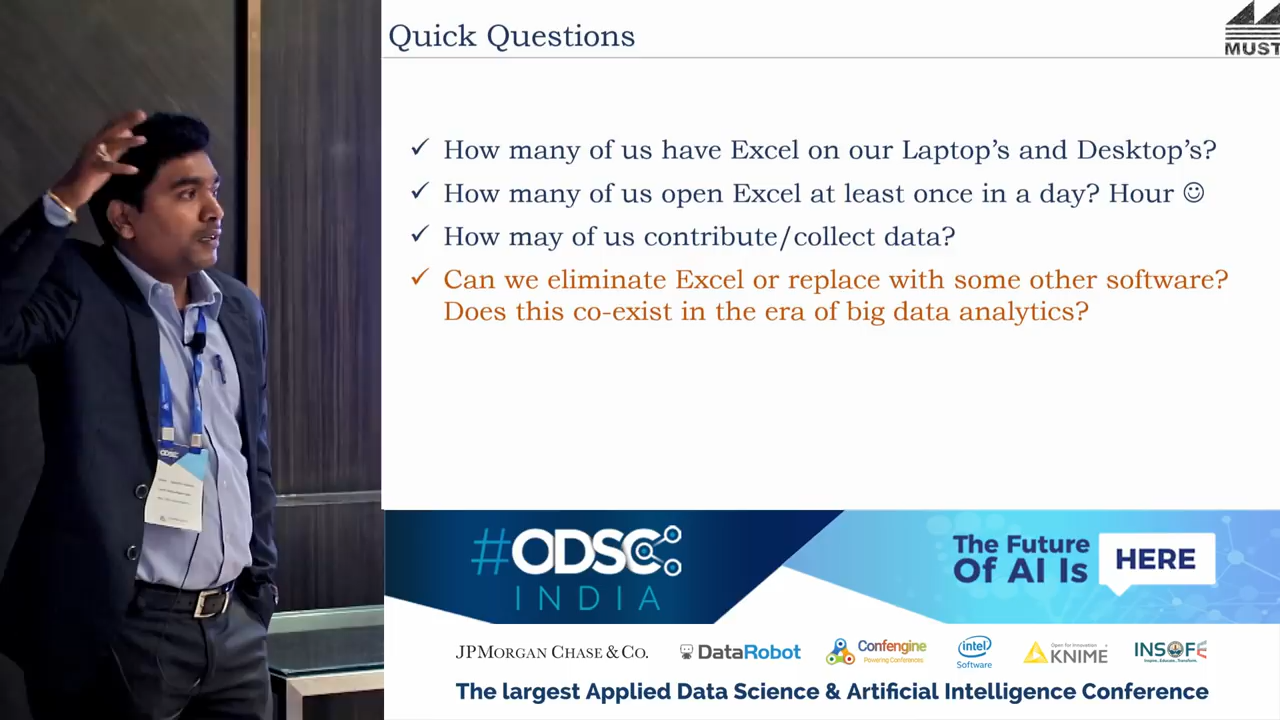 Quick Questions
MUST
✓ How many of us have Excel on our Laptop's and Desktop's?
✓ How many of us open Excel at least once in a day? Hour ☺
✓ How may of us contribute/collect data?
✓ Can we eliminate Excel or replace with some other software?
Does this co-exist in the era of big data analytics?
ODSC
#ODSC
INDIA
The Future
Of AI Is HERE
JPMORGAN CHASE & CO.
DataRobot
Confengine
Powering Conferences
intel
Software
Open for Innovation
KNIME
INSOFE
Inspire...Educate...Transform.
The largest Applied Data Science & Artificial Intelligence Conference